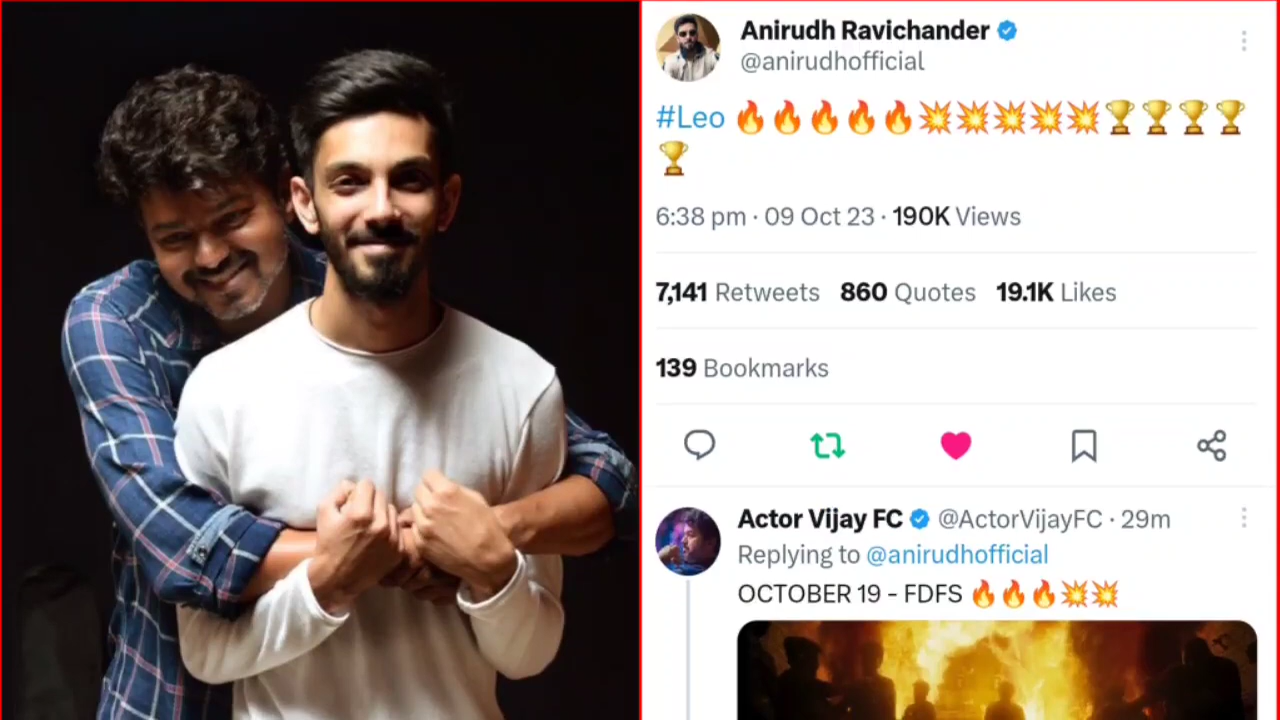 Anirudh Ravichander
@anirudhofficial
#Leo 🔥🔥🔥🔥🔥💥💥💥💥💥🏆🏆🏆🏆
🏆
6:38 pm · 09 Oct 23 · 190K Views
7,141 Retweets 860 Quotes 19.1K Likes
139 Bookmarks
Actor Vijay FC @ActorVijayFC · 29m
Replying to @anirudhofficial
OCTOBER 19 - FDFS 🔥🔥🔥💥💥